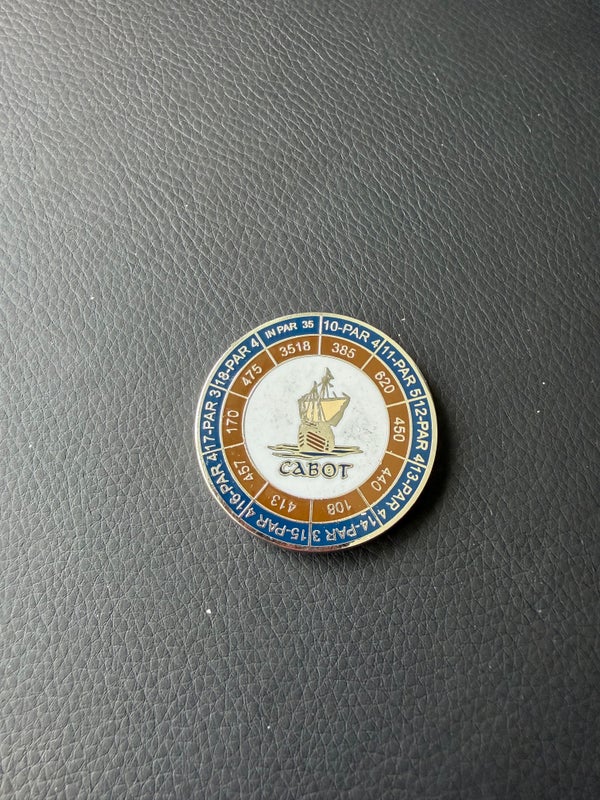 IN PAR 35
10-PAR 4
11-PAR 5
12-PAR 4
13-PAR 4
14-PAR 3
15-PAR 4
16-PAR 4
17-PAR 3
18-PAR 4
3518
385
620
450
440
108
413
457
170
475
CABOT